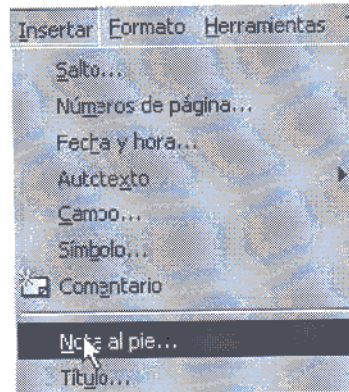 Insertar Formato Herramientas
Salto...
Números de página...
Fecha y hora...
Autotexto
Campo...
Símbolo...
Comentario
Nota al pie...
Título...